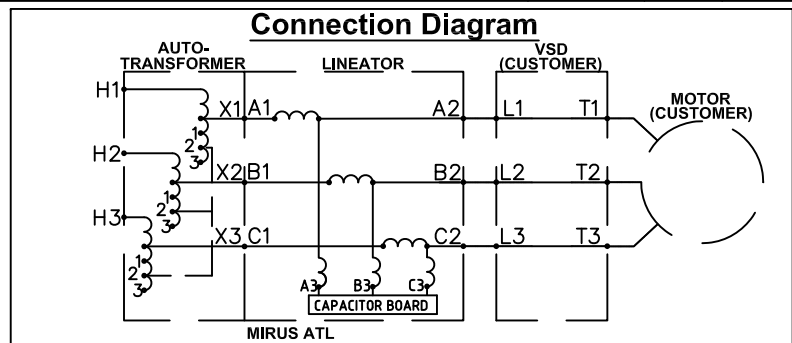 Connection Diagram
AUTO-
TRANSFORMER
LINEATOR
VSD
(CUSTOMER)
MOTOR
(CUSTOMER)
H1
X1 A1
A2
L1
T1
1
2
3
H2
X2 B1
B2
L2
T2
1
2
3
H3
X3 C1
C2
L3
T3
1
2
3
A3
B3
C3
CAPACITOR BOARD
MIRUS ATL